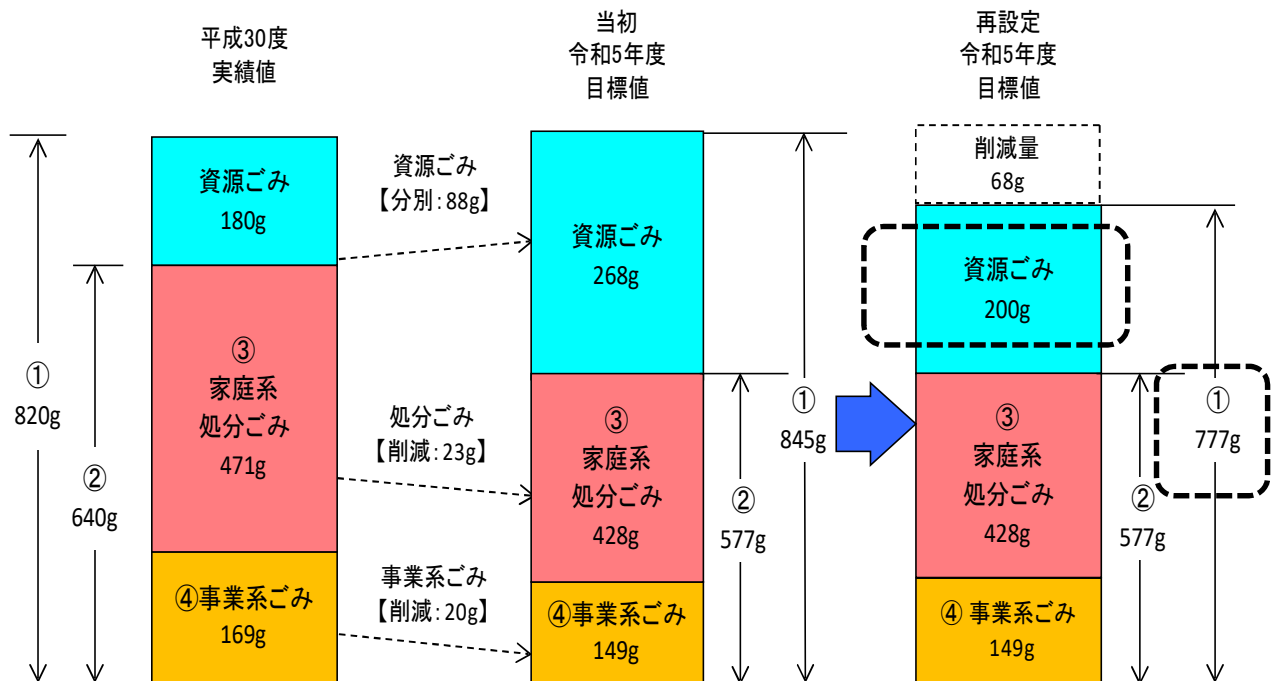 平成30度
実績値
当初
令和5年度
目標値
再設定
令和5年度
目標値
①
820g
②
640g
資源ごみ
180g
③
家庭系
処分ごみ
471g
④事業系ごみ
169g
資源ごみ
【分別：88g】
処分ごみ
【削減：23g】
事業系ごみ
【削減：20g】
資源ごみ
268g
③
家庭系
処分ごみ
428g
④事業系ごみ
149g
②
577g
①
845g
削減量
68g
資源ごみ
200g
③
家庭系
処分ごみ
428g
④ 事業系ごみ
149g
②
577g
①
777g